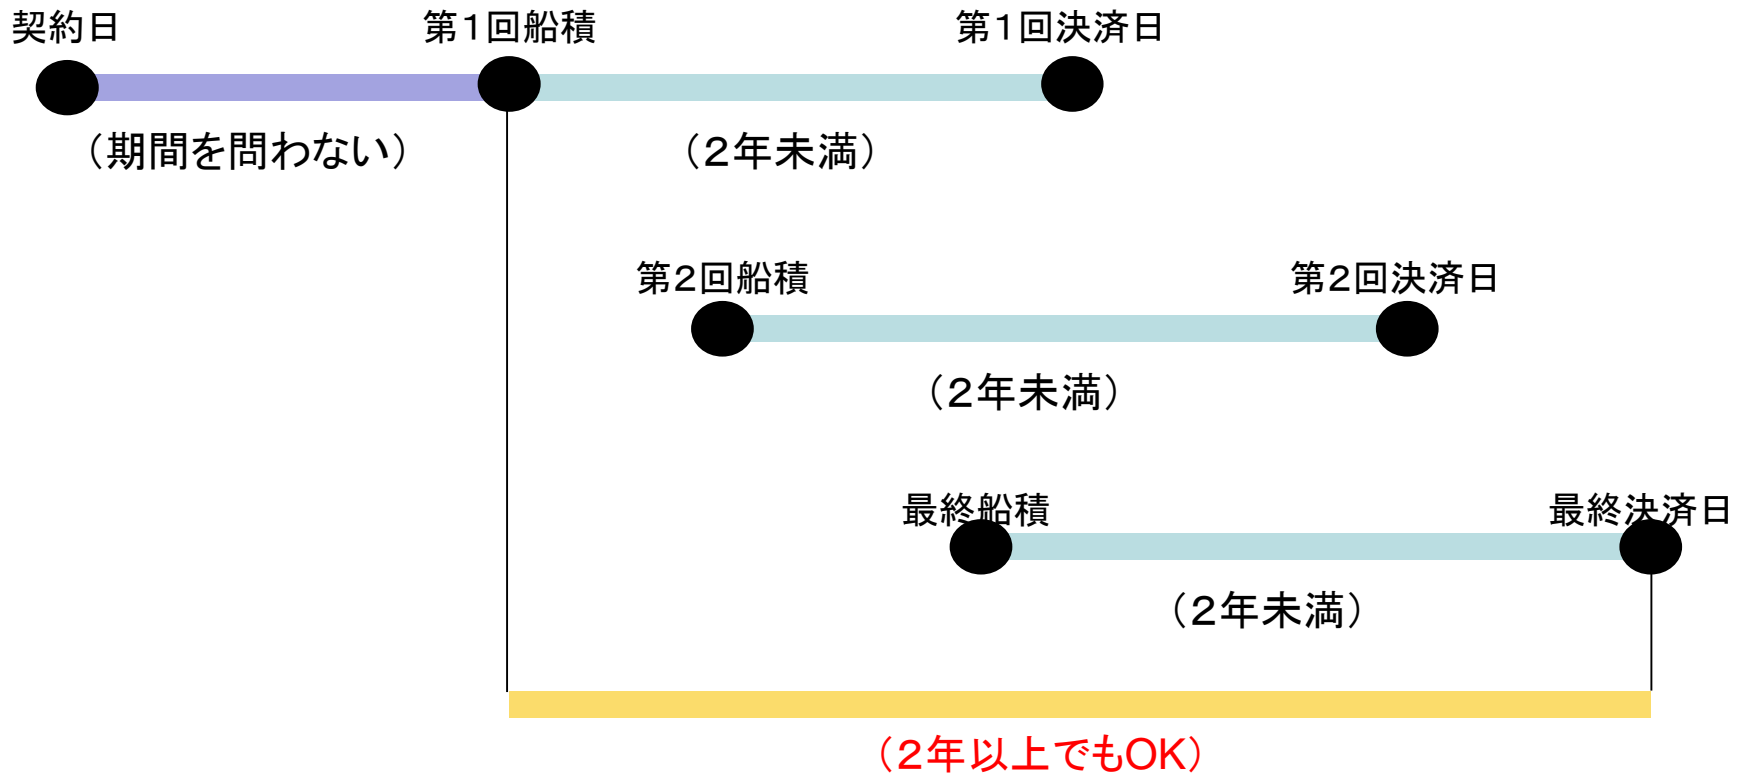 契約日
第1回船積
第1回決済日
（期間を問わない）
（2年未満）
第2回船積
第2回決済日
（2年未満）
最終船積
最終決済日
（2年未満）
（2年以上でもOK）